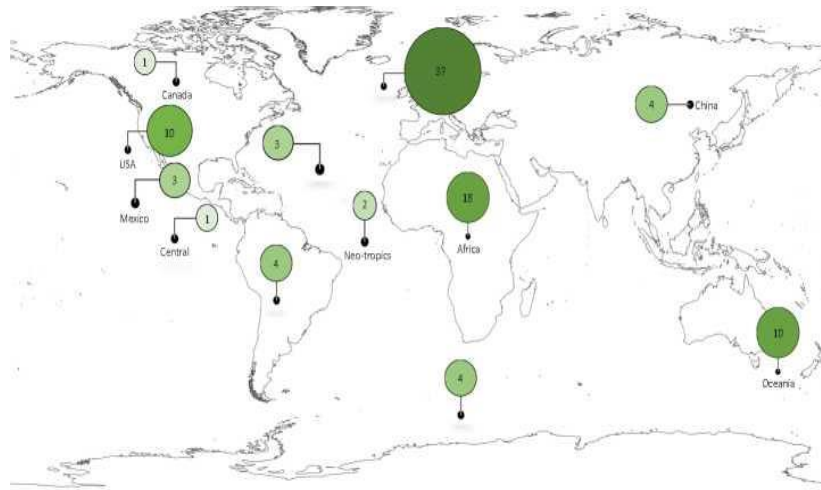 1
Canada
10
USA
3
Mexico
1
Central
3
4
2
Neo-tropics
37
18
Africa
4
4
China
10
Oceania